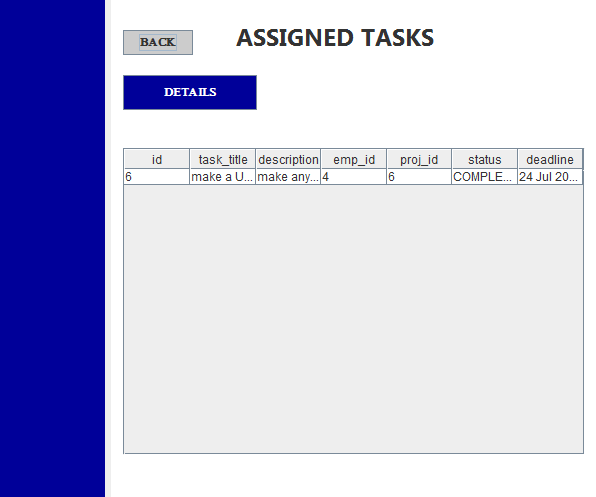 BACK
ASSIGNED TASKS
DETAILS
id task_title description emp_id proj_id status deadline
6 make a U... make any... 4 6 COMPLE... 24 Jul 20...